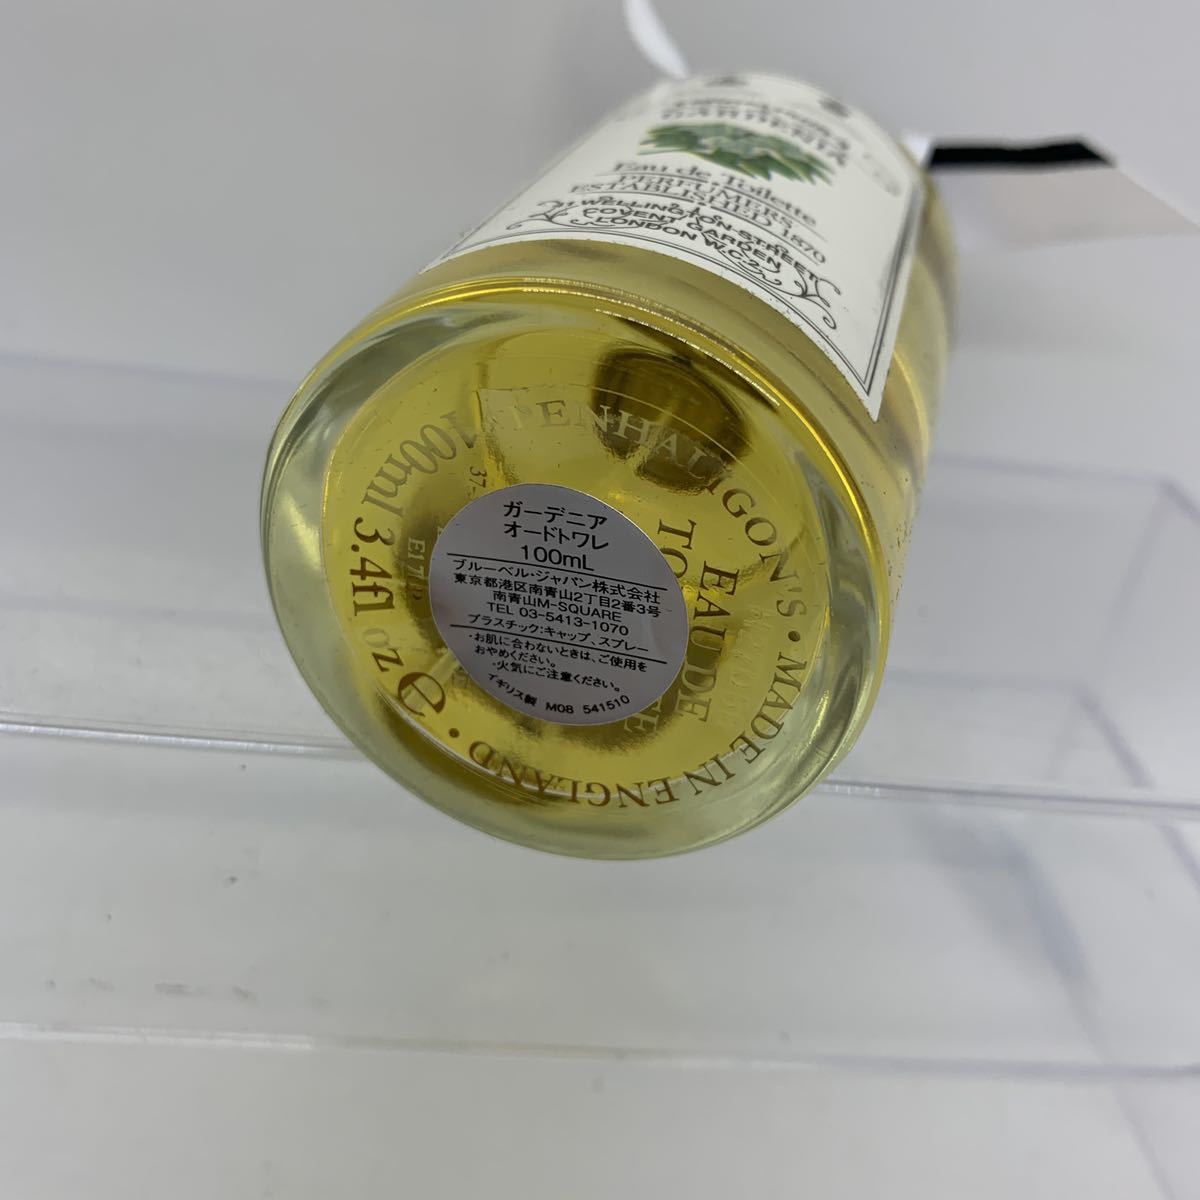 GARDENIA
Eau de Toilette
PERFUMERS
ESTABLISHED 1870
41 WELLINGTON STREET
COVENT GARDEN
LONDON W.C.2
PENHALIGON'S • MADE IN ENGLAND •
100ml 3.4fl oz e
EAU DE
ガーデニア
オードトワレ
100mL
ブルーベル・ジャパン株式会社
東京都港区南青山2丁目2番3号
南青山M-SQUARE
TEL 03-5413-1070
プラスチック:キャップ、スプレー
・お肌に合わないときは、ご使用を
おやめください。
・火気にご注意ください。
イギリス製 M08 541510